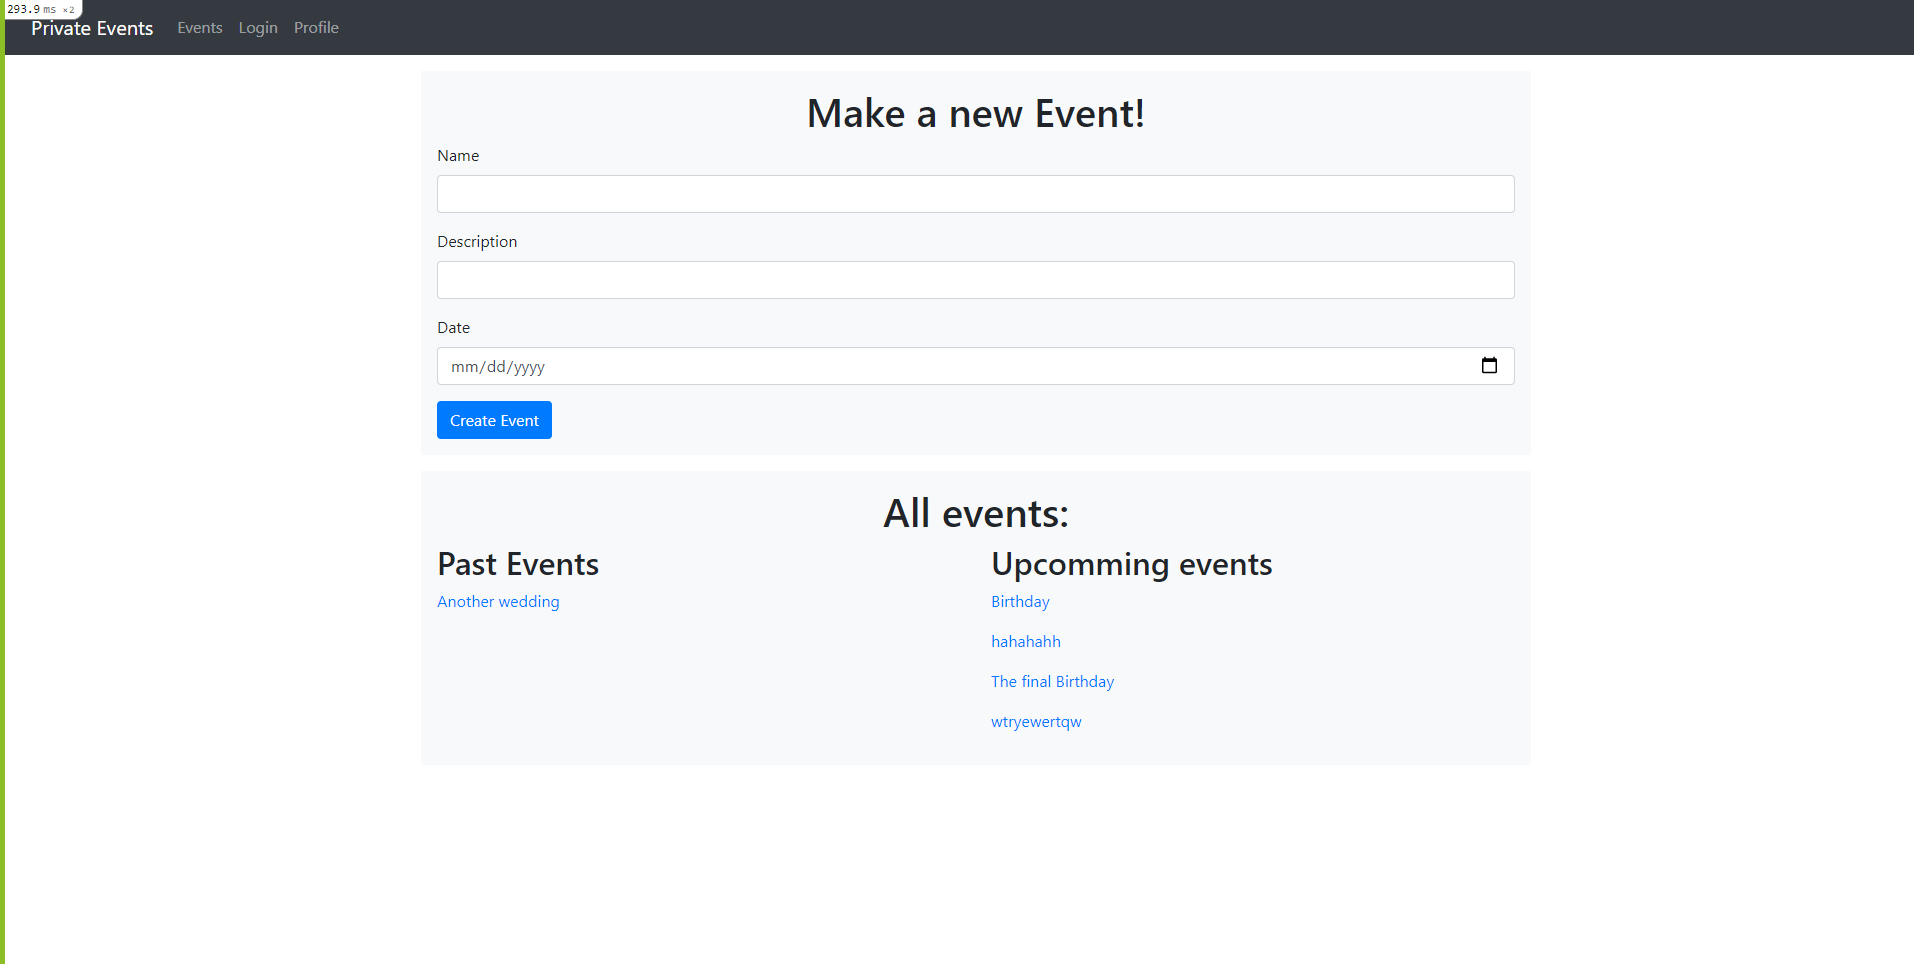 293.9 ms ×2
Private Events Events Login Profile
Make a new Event!
Name
Description
Date
mm/dd/yyyy
Create Event
All events:
Past Events
Another wedding
Upcomming events
Birthday
hahahahh
The final Birthday
wtryewertqw